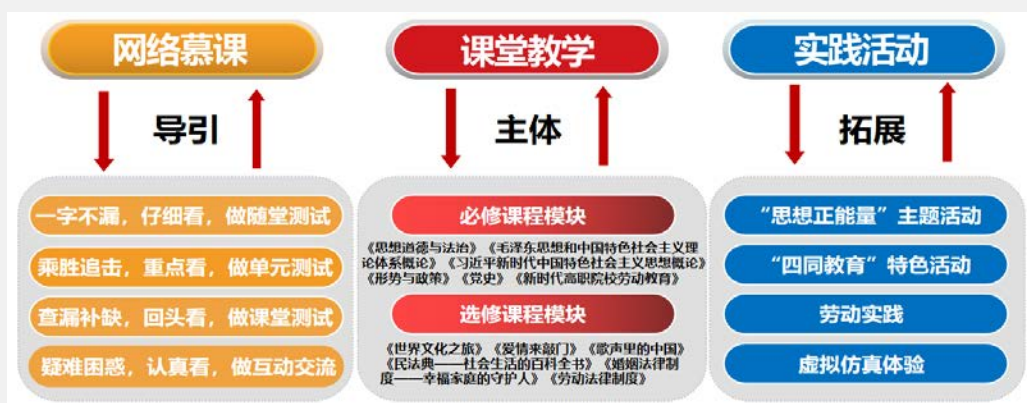 网络慕课
导引
一字不漏，仔细看，做随堂测试
乘胜追击，重点看，做单元测试
查漏补缺，回头看，做课堂测试
疑难困惑，认真看，做互动交流
课堂教学
主体
必修课程模块
《思想道德与法治》《毛泽东思想和中国特色社会主义理
论体系概论》《习近平新时代中国特色社会主义思想概论》
《形势与政策》《党史》《新时代高职院校劳动教育》
选修课程模块
《世界文化之旅》《爱情来敲门》《歌声里的中国》
《民法典——社会生活的百科全书》《婚姻法律制
度——幸福家庭的守护人》《劳动法律制度》
实践活动
拓展
“思想正能量”主题活动
“四同教育”特色活动
劳动实践
虚拟仿真体验